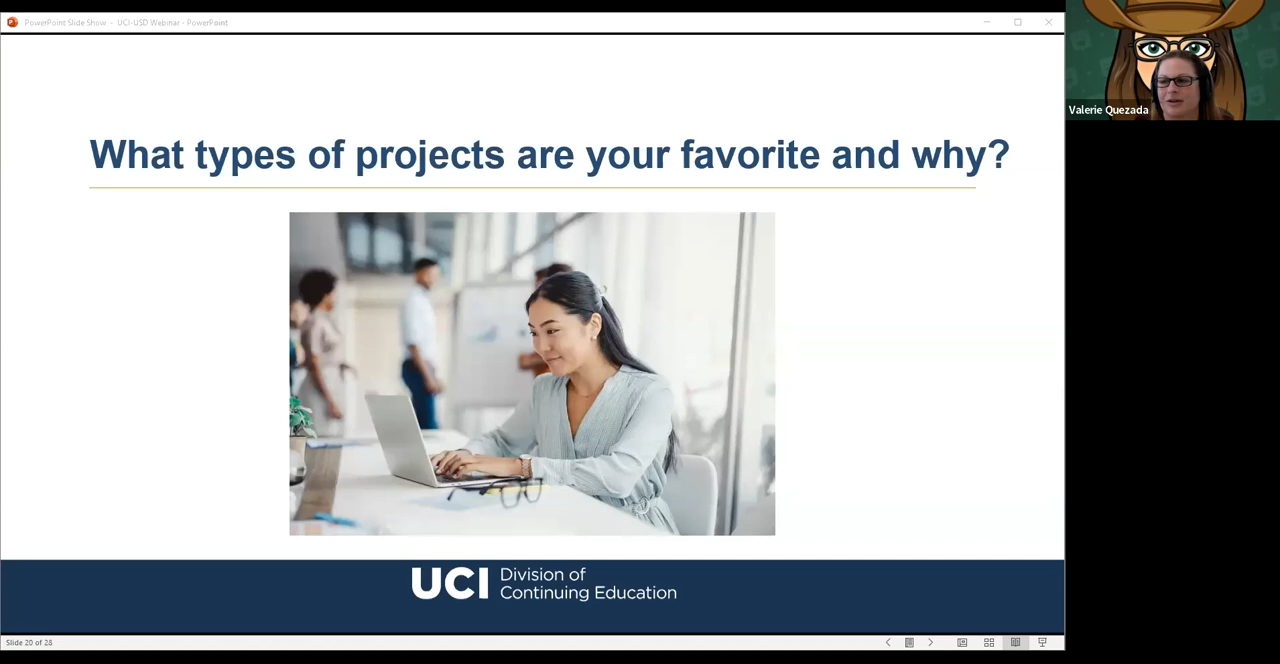 PowerPoint Slide Show - UCI-USD Webinar - PowerPoint
Valerie Quezada
What types of projects are your favorite and why?
UCI Division of
Continuing Education
Slide 20 of 28